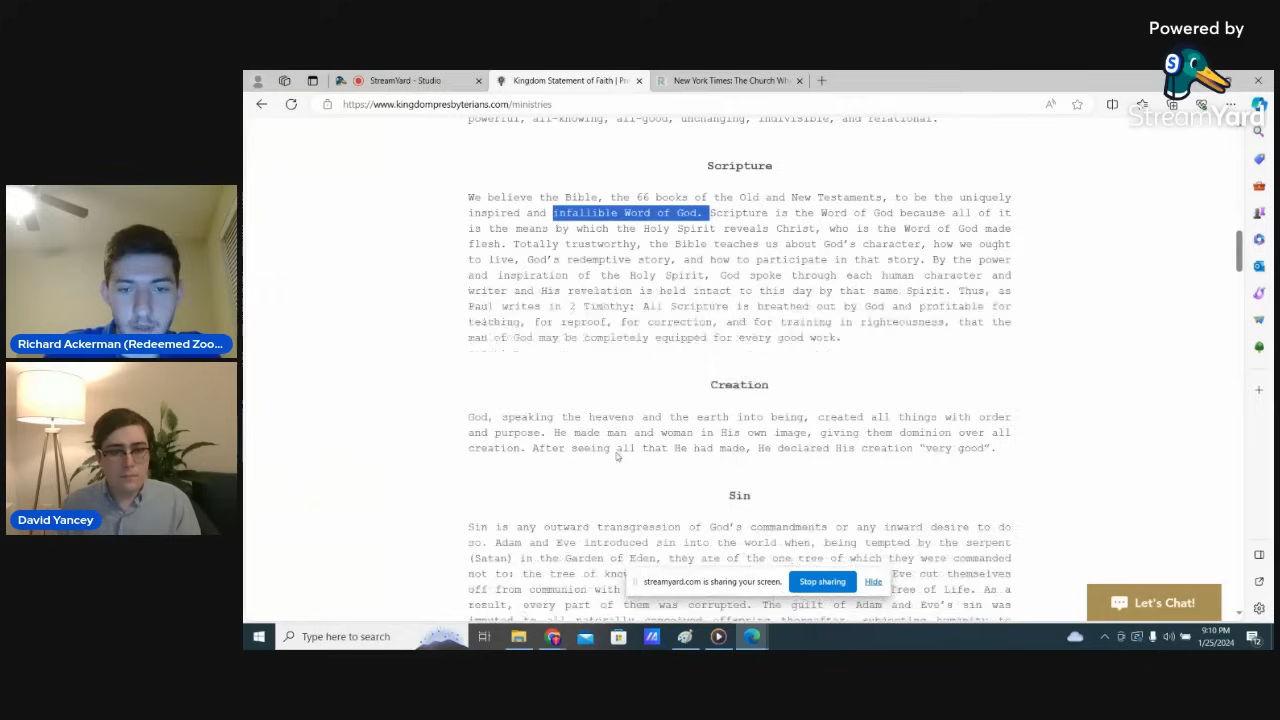 Powered by
StreamYard
StreamYard - Studio
Kingdom Statement of Faith | Pr
New York Times: The Church Wh
https://www.kingdompresbyterians.com/ministries
powerful, all-knowing, all-good, unchanging, indivisible, and relational.
Scripture
We believe the Bible, the 66 books of the Old and New Testaments, to be the uniquely
inspired and infallible Word of God. Scripture is the Word of God because all of it
is the means by which the Holy Spirit reveals Christ, who is the Word of God made
flesh. Totally trustworthy, the Bible teaches us about God's character, how we ought
to live, God's redemptive story, and how to participate in that story. By the power
and inspiration of the Holy Spirit, God spoke through each human character and
writer and His revelation is held intact to this day by that same Spirit. Thus, as
Paul writes in 2 Timothy: All Scripture is breathed out by God and profitable for
teaching, for reproof, for correction, and for training in righteousness, that the
man of God may be completely equipped for every good work.
Creation
God, speaking the heavens and the earth into being, created all things with order
and purpose. He made man and woman in His own image, giving them dominion over all
creation. After seeing all that He had made, He declared His creation "very good".
Sin
Sin is any outward transgression of God's commandments or any inward desire to do
so. Adam and Eve introduced sin into the world when, being tempted by the serpent
(Satan) in the Garden of Eden, they ate of the one tree of which they were commanded
not to: the tree of Eve cut themselves
off from communion with Tree of Life. As a
result, every part of them was corrupted. The guilt of Adam and Eve's sin was
imputed to all naturally conceived offspring thereafter, subjecting humanity to
streamyard.com is sharing your screen.
Stop sharing
Hide
Let's Chat!
Richard Ackerman (Redeemed Zoo...
David Yancey
Type here to search
9:10 PM
1/25/2024
12